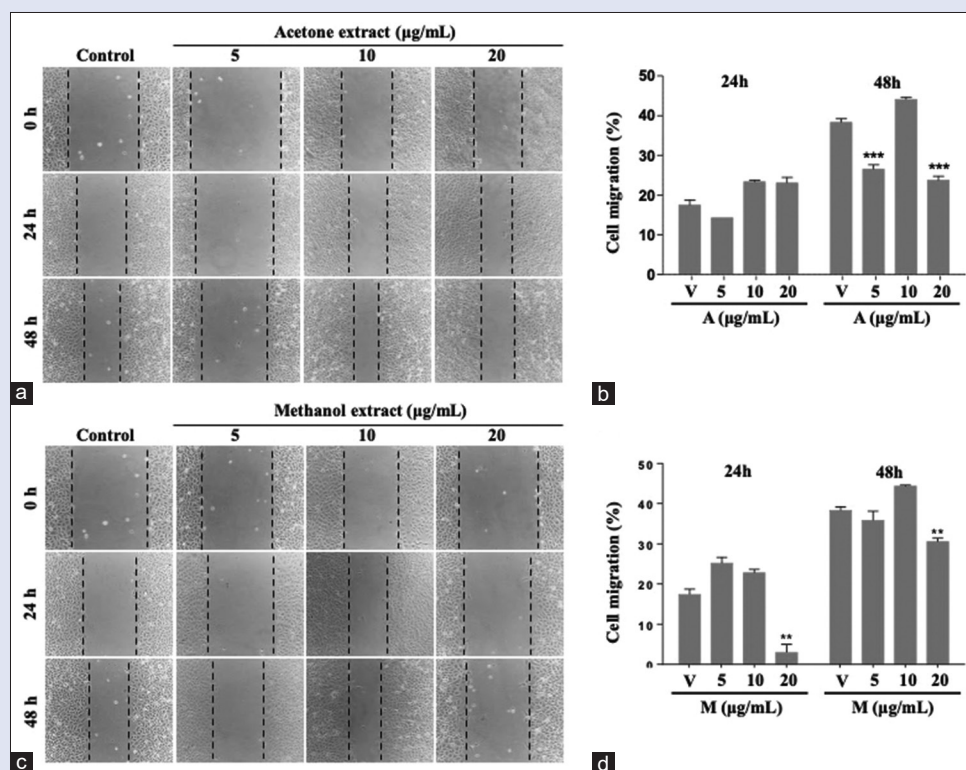 Acetone extract (µg/mL)
Control 5 10 20
0 h
24 h
48 h
a
50
40
30
20
10
0
Cell migration (%)
24h 48h
***
***
V 5 10 20 V 5 10 20
A (µg/mL) A (µg/mL)
b
Methanol extract (µg/mL)
Control 5 10 20
0 h
24 h
48 h
c
50
40
30
20
10
0
Cell migration (%)
24h 48h
**
**
V 5 10 20 V 5 10 20
M (µg/mL) M (µg/mL)
d